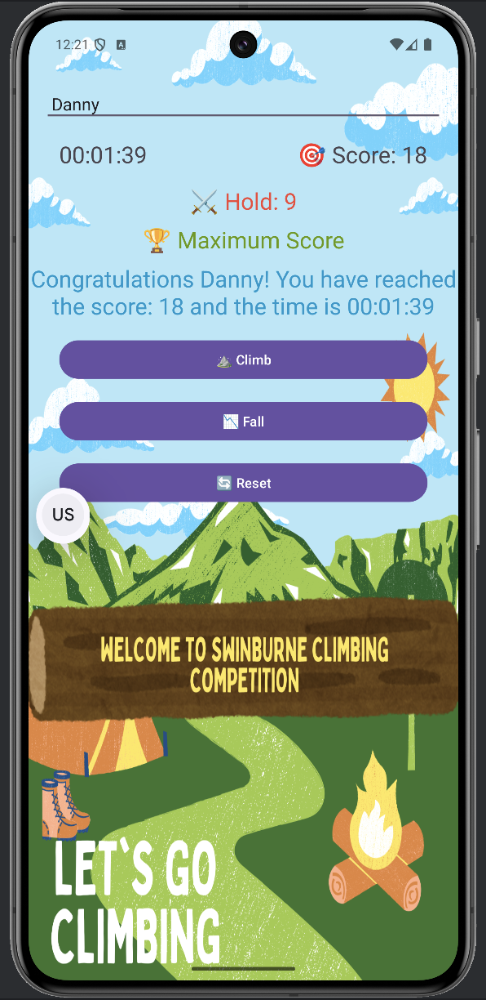 12:21 A
Danny
00:01:39 🎯 Score: 18
⚔️ Hold: 9
🏆 Maximum Score
Congratulations Danny! You have reached
the score: 18 and the time is 00:01:39
⛰️ Climb
📉 Fall
🔄 Reset
US
WELCOME TO SWINBURNE CLIMBING
COMPETITION
LET`S GO
CLIMBING